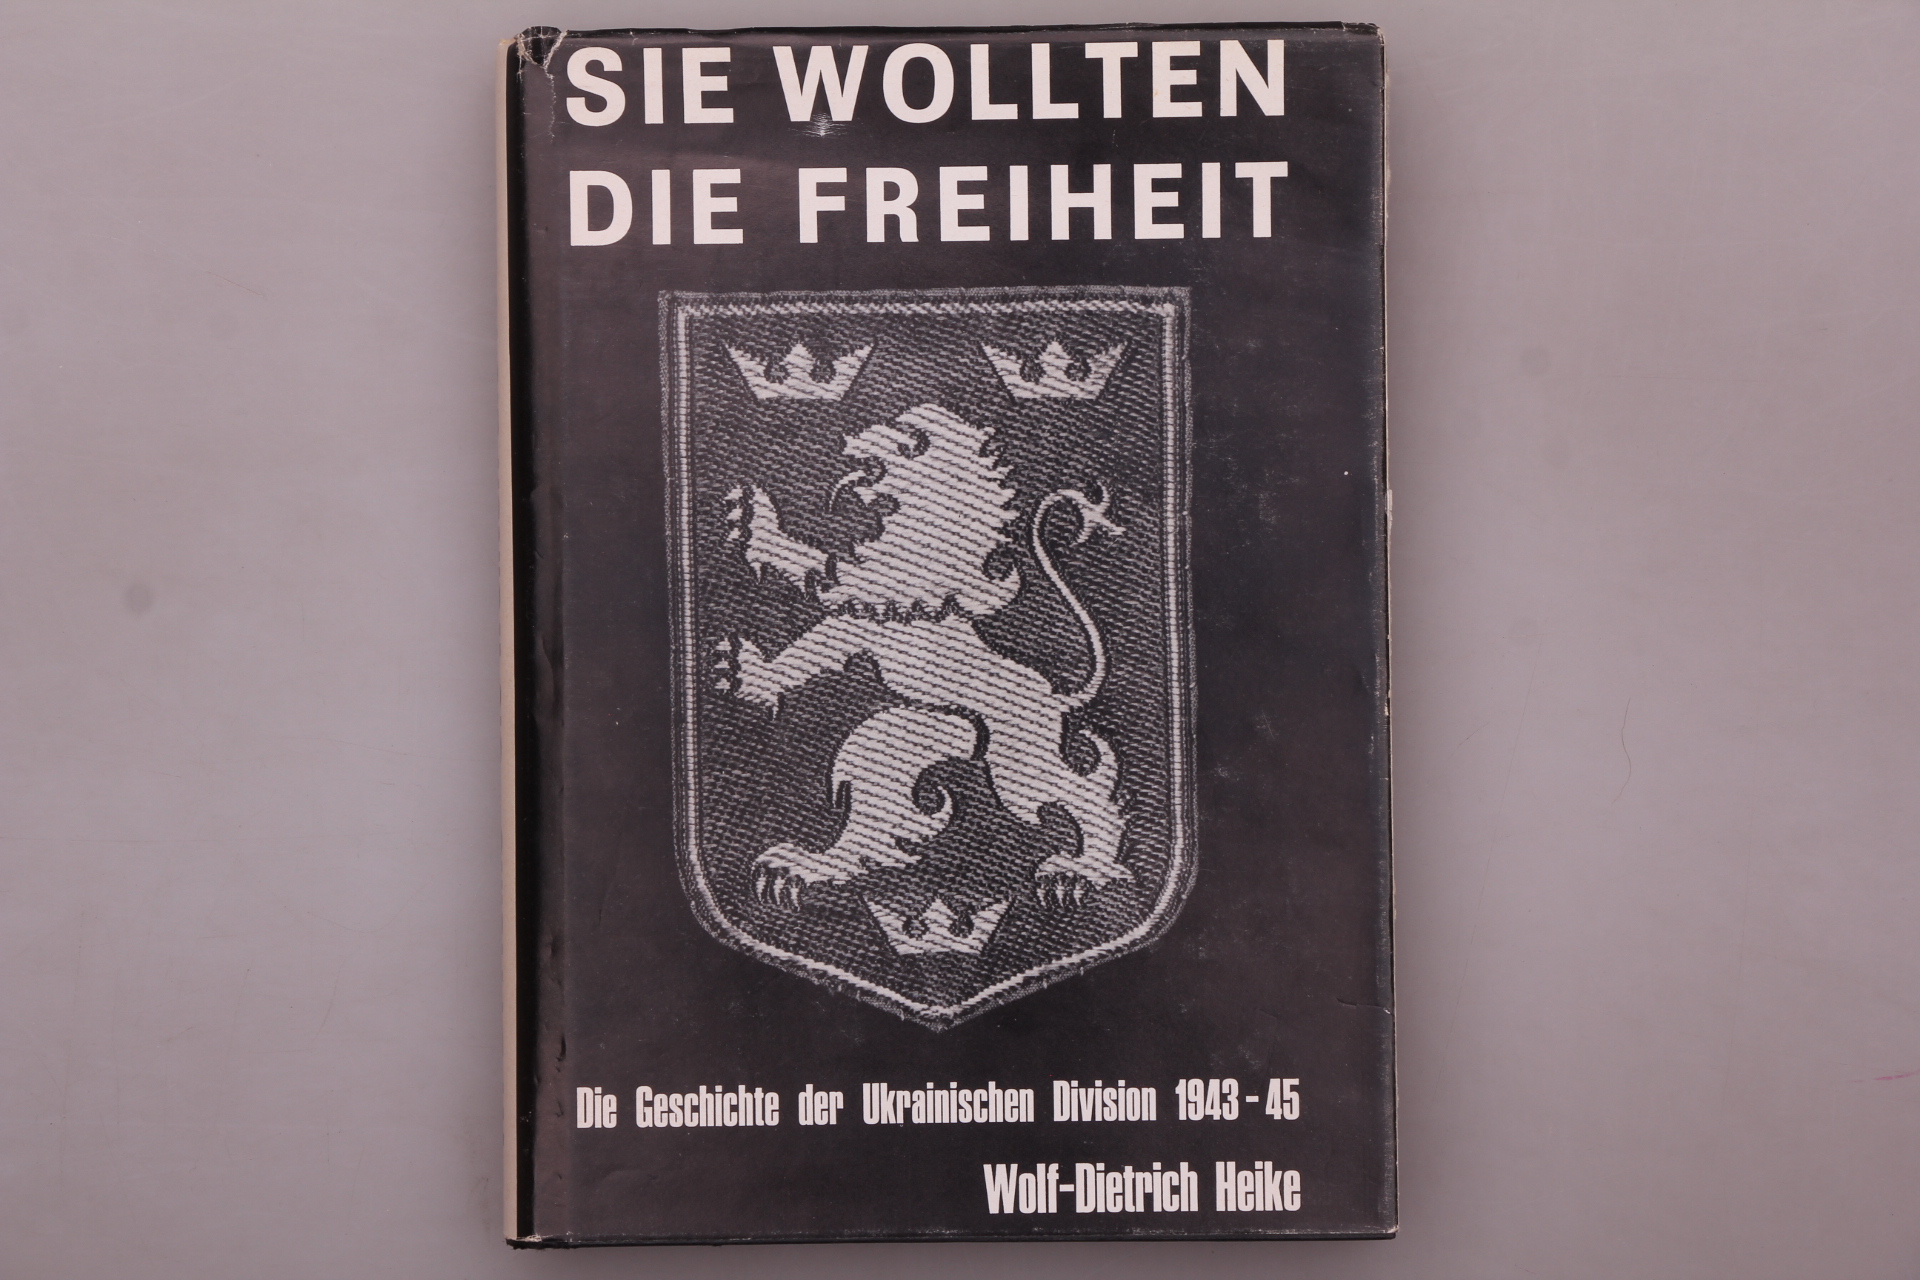 SIE WOLLTEN
DIE FREIHEIT
Die Geschichte der Ukrainischen Division 1943-45
Wolf-Dietrich Heike